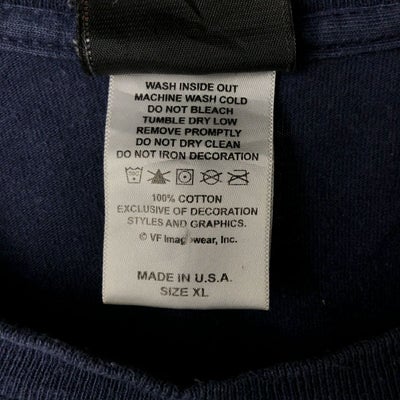 WASH INSIDE OUT
MACHINE WASH COLD
DO NOT BLEACH
TUMBLE DRY LOW
REMOVE PROMPTLY
DO NOT DRY CLEAN
DO NOT IRON DECORATION
100% COTTON
EXCLUSIVE OF DECORATION
STYLES AND GRAPHICS.
© VF Imagewear, Inc.
MADE IN U.S.A.
SIZE XL